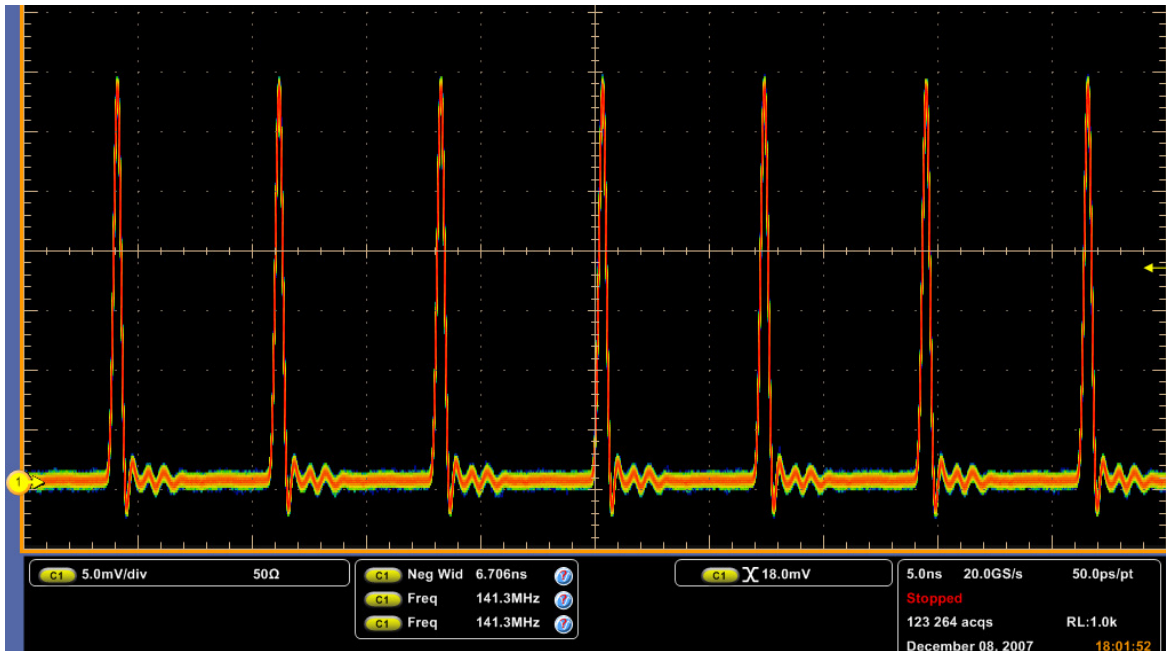 1
C1 5.0mV/div 50Ω
C1 Neg Wid 6.706ns
C1 Freq 141.3MHz
C1 Freq 141.3MHz
C1 18.0mV
5.0ns 20.0GS/s 50.0ps/pt
Stopped
123 264 acqs RL:1.0k
December 08, 2007 18:01:52